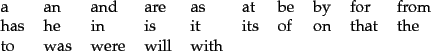 a an and are as at be by for from
has he in is it its of on that the
to was were will with